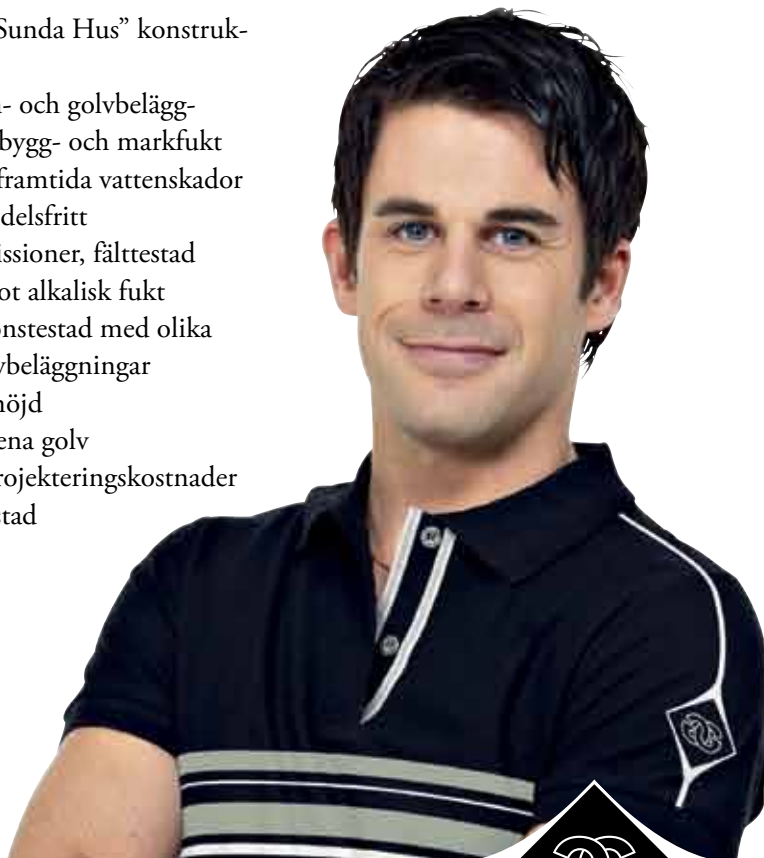 Sunda Hus” konstruk-
- och golvbelägg-
bygg- och markfukt
framtida vattenskador
delsfritt
issioner, fälttestad
ot alkalisk fukt
onstestad med olika
vbeläggningar
höjd
ena golv
rojekteringskostnader
stad